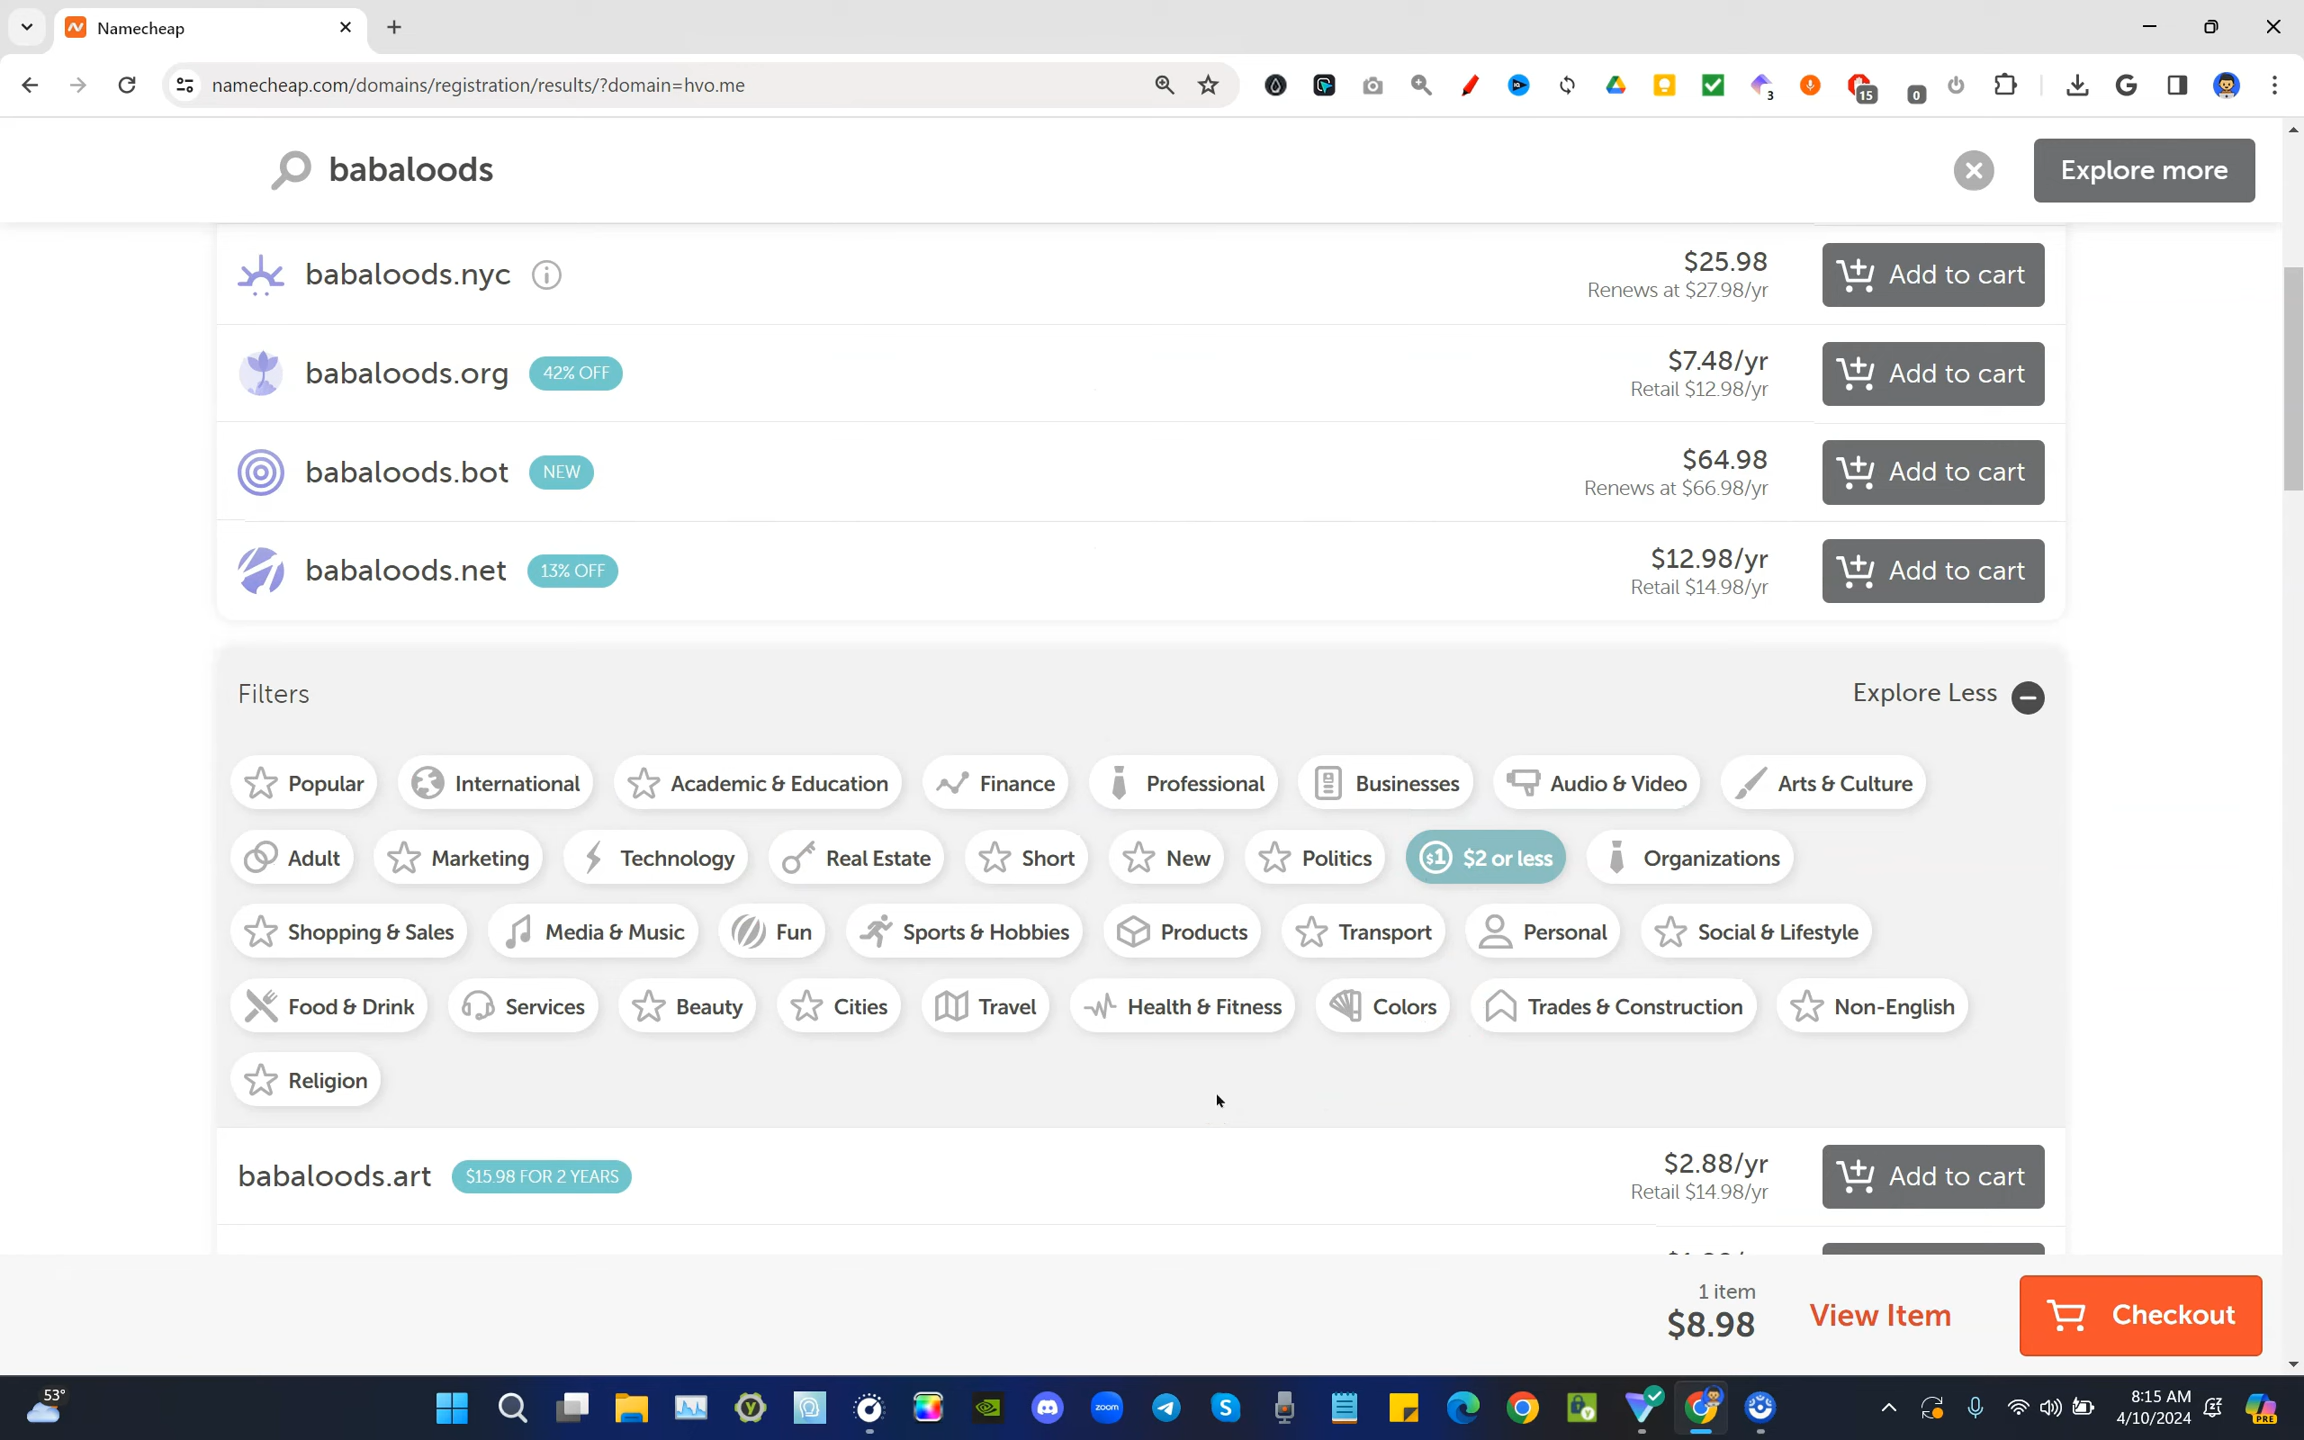 Namecheap
namecheap.com/domains/registration/results/?domain=hvo.me
3
15
0
babaloods
Explore more
babaloods.nyc
$25.98
Renews at $27.98/yr
Add to cart
babaloods.org 42% OFF
$7.48/yr
Retail $12.98/yr
Add to cart
babaloods.bot NEW
$64.98
Renews at $66.98/yr
Add to cart
babaloods.net 13% OFF
$12.98/yr
Retail $14.98/yr
Add to cart
Filters
Explore Less
Popular International Academic & Education Finance Professional Businesses Audio & Video Arts & Culture
Adult Marketing Technology Real Estate Short New Politics $1 $2 or less Organizations
Shopping & Sales Media & Music Fun Sports & Hobbies Products Transport Personal Social & Lifestyle
Food & Drink Services Beauty Cities Travel Health & Fitness Colors Trades & Construction Non-English
Religion
babaloods.art $15.98 FOR 2 YEARS
$2.88/yr
Retail $14.98/yr
Add to cart
1 item
$8.98
View Item
Checkout
53°
zoom
8:15 AM
4/10/2024
PRE